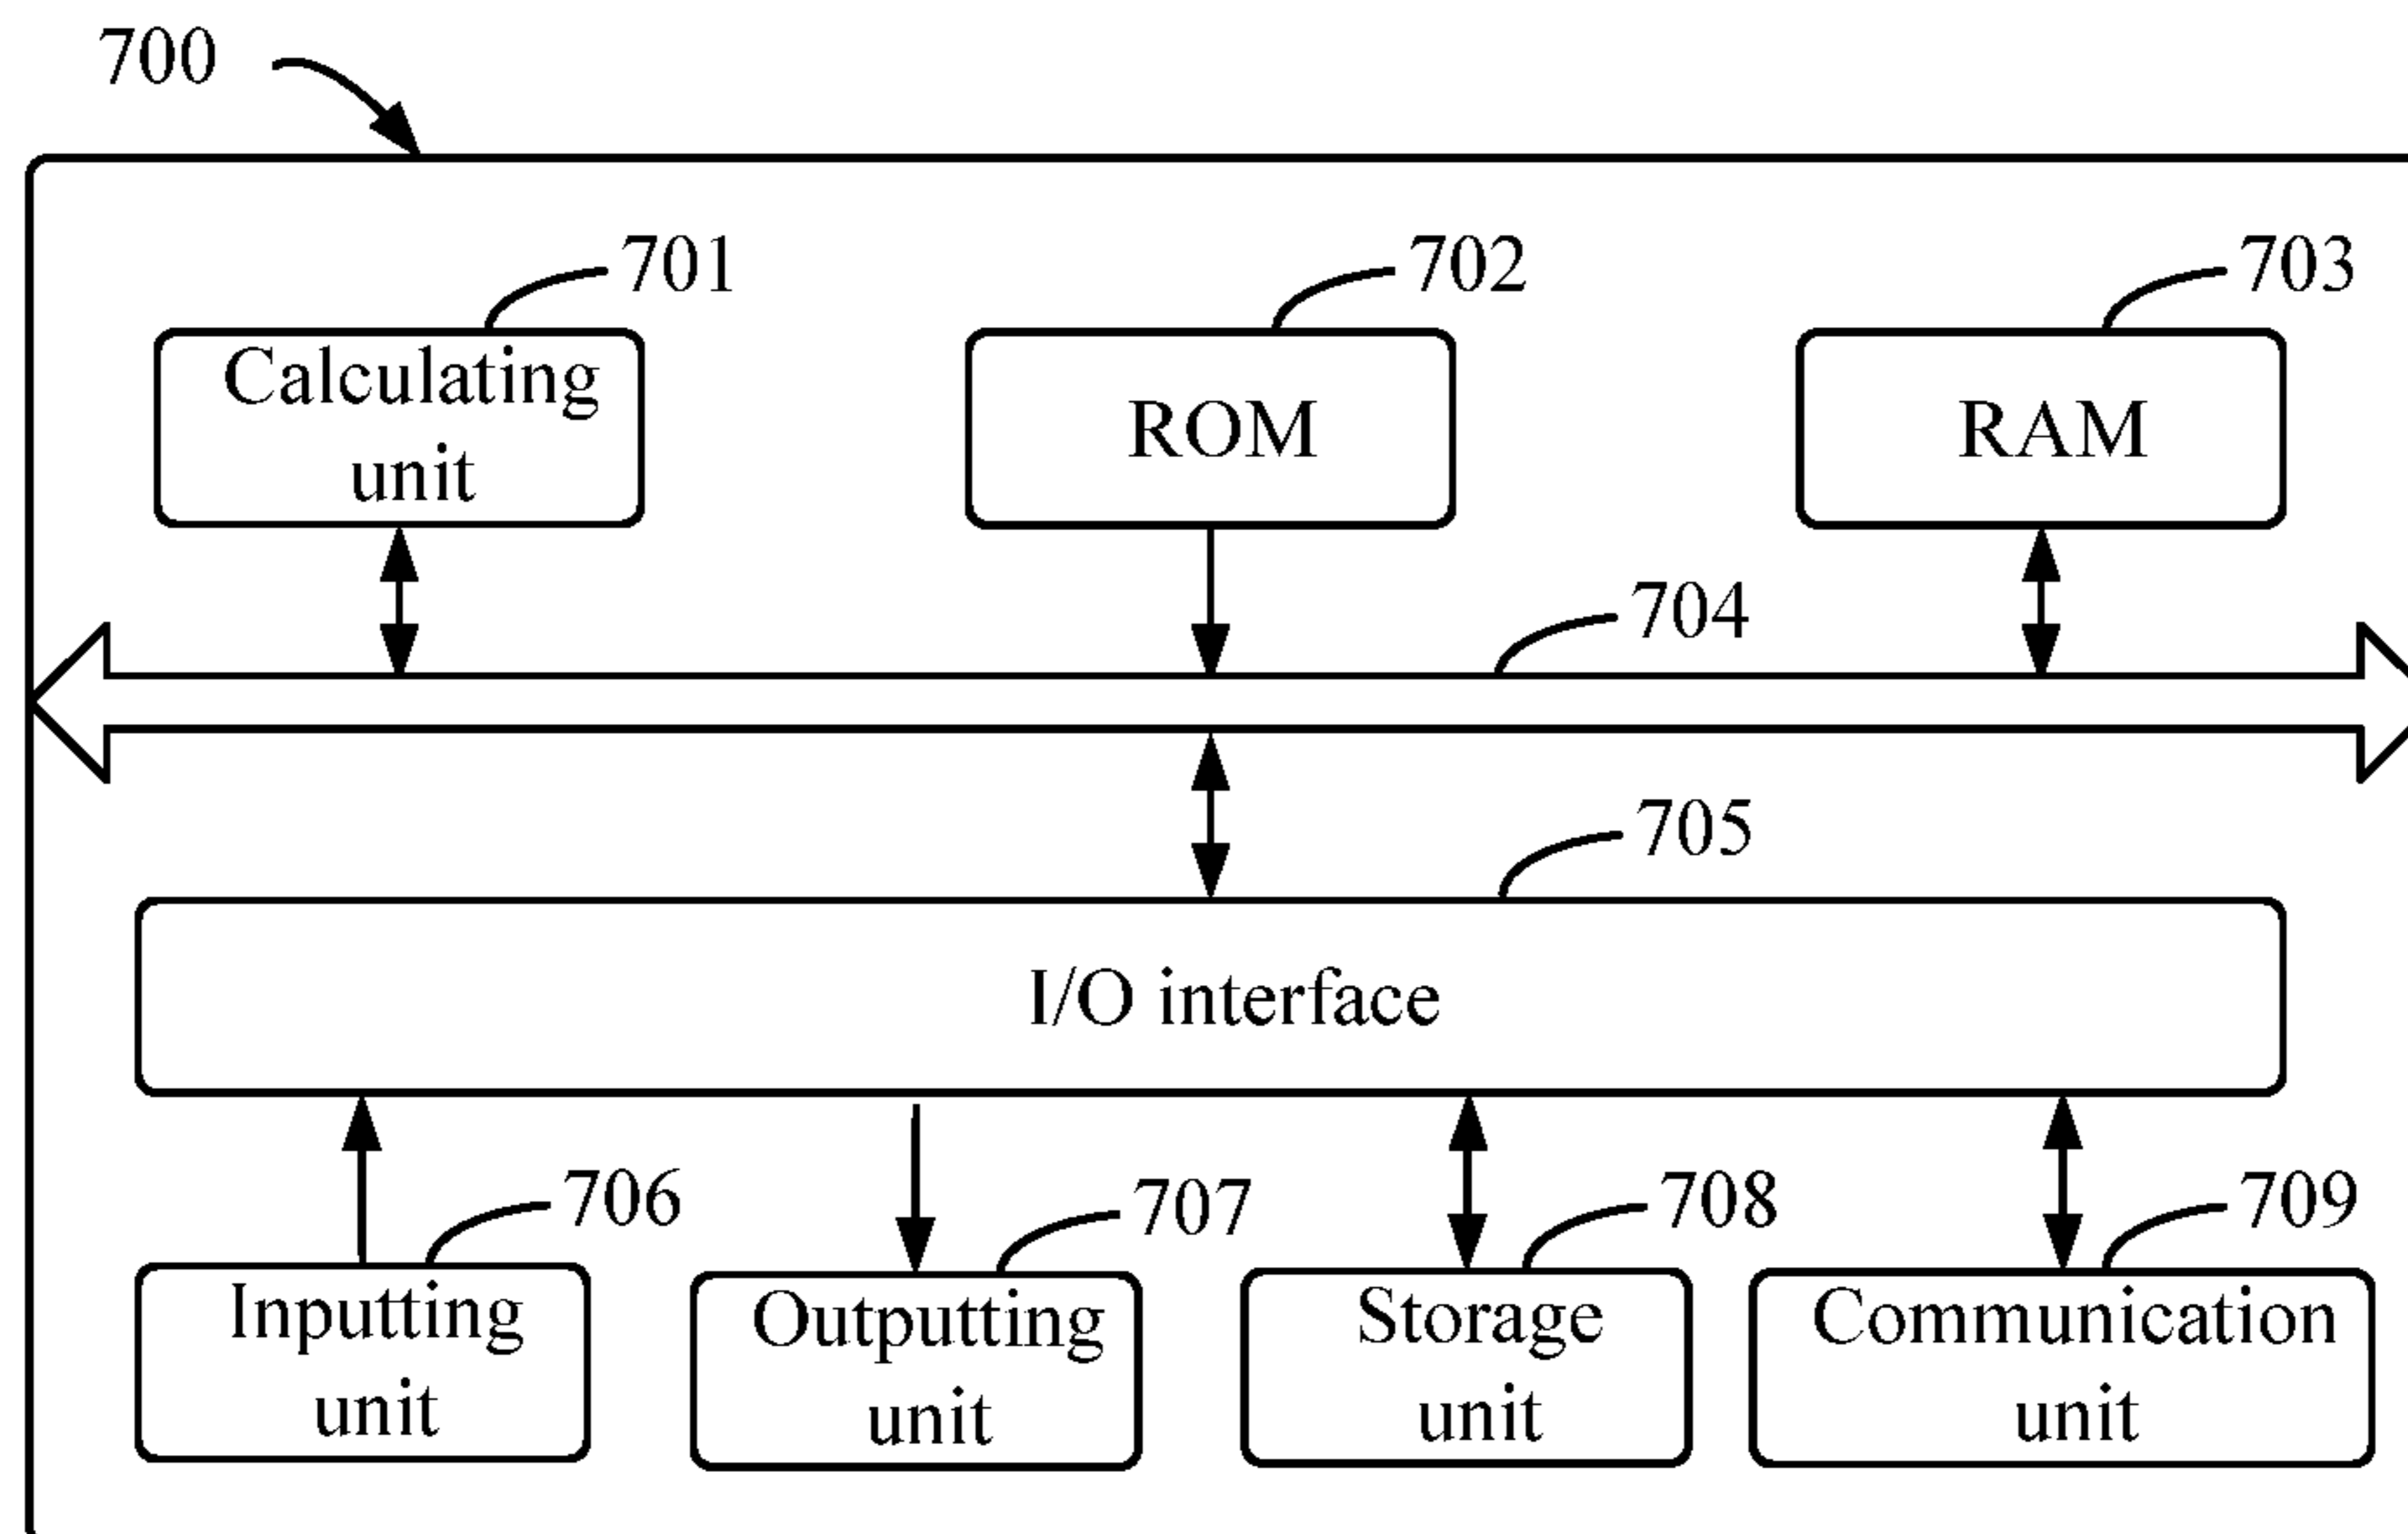 700
701
702
703
Calculating
unit
ROM
RAM
704
705
I/O interface
706
707
708
709
Inputting
unit
Outputting
unit
Storage
unit
Communication
unit